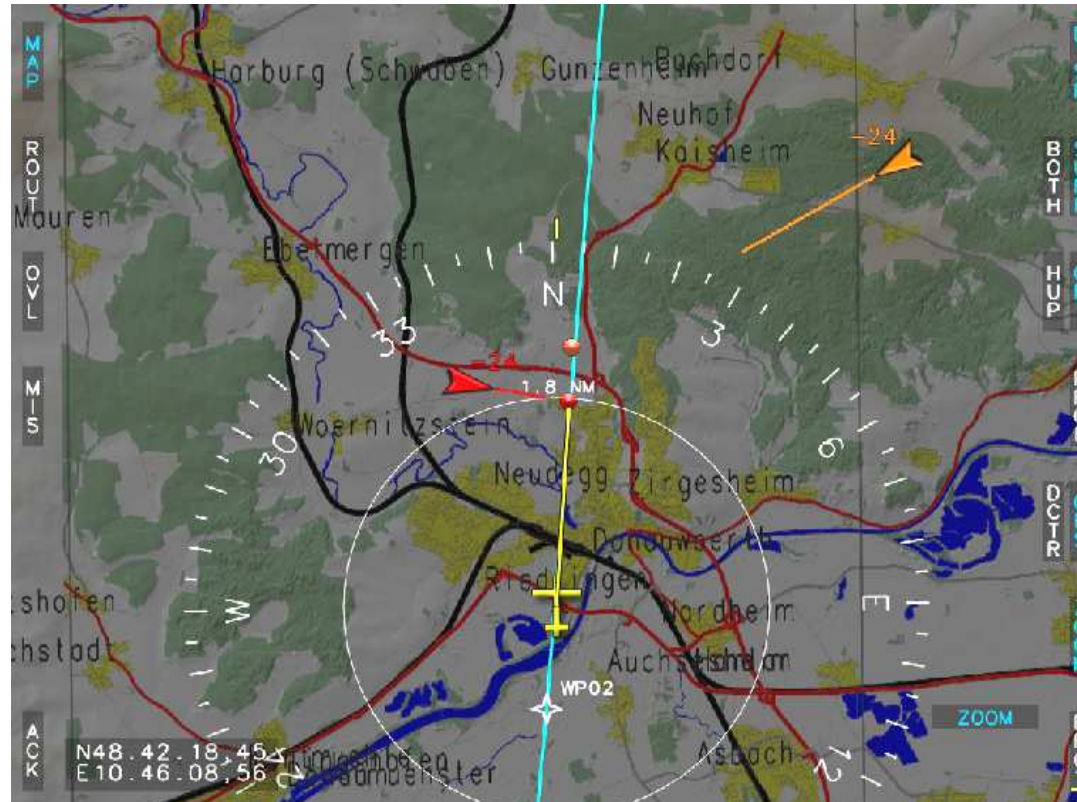 MAP
Harburg (Schwaben)
Gunzenheim
Buchdorf
Neuhof
Kaisheim
-24
BOTH
ROUT
Mauren
Ebermergen
N
3
33
OVL
HUP
-24
1.8 NM
MIS
Woernitzstein
30
6
Neudegg
Zirgesheim
DCTR
Donauwoerth
Riedlingen
W
E
Nordheim
Auchsesheim
WP02
ZOOM
ACK
Asbach
12
N48.42.18,45
E10.46.08,56